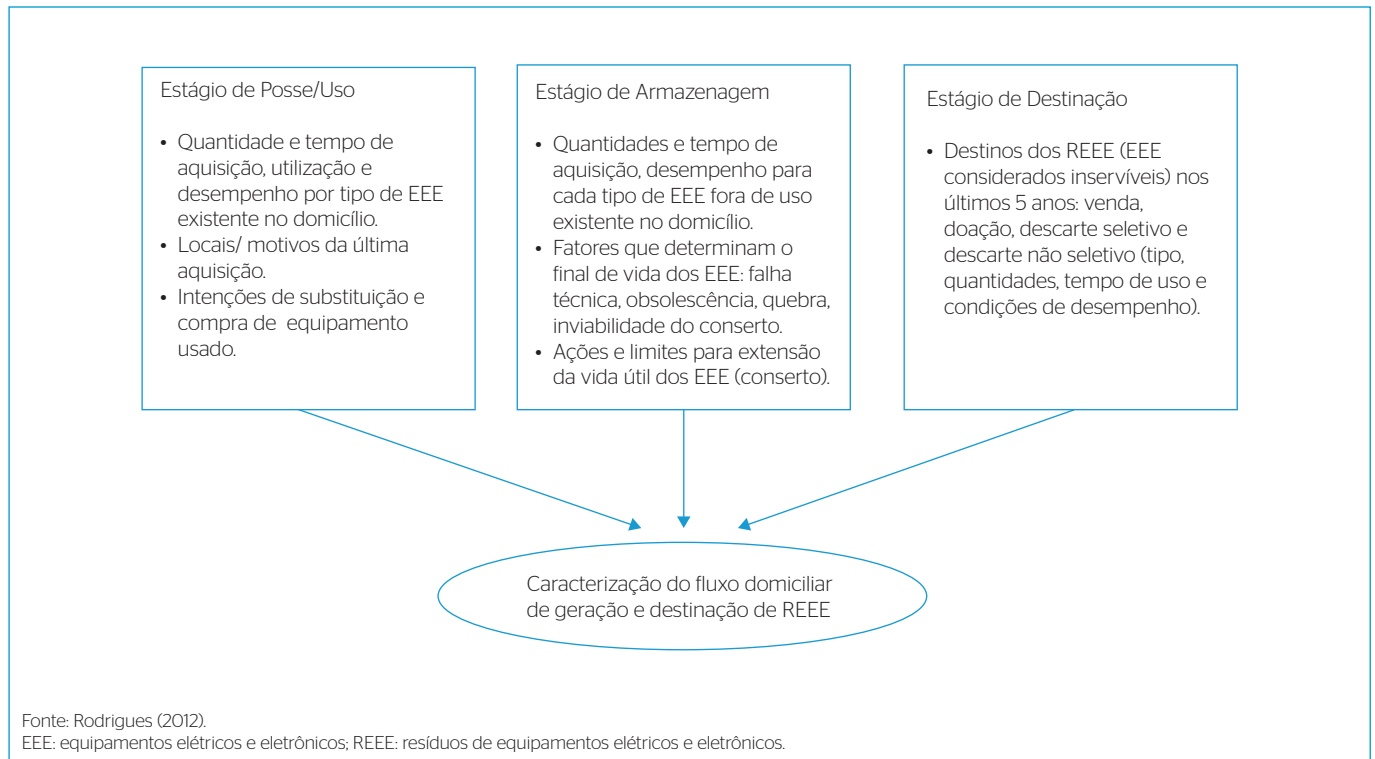 Estágio de Posse/Uso
• Quantidade e tempo de
aquisição, utilização e
desempenho por tipo de EEE
existente no domicílio.
• Locais/ motivos da última
aquisição.
• Intenções de substituição e
compra de equipamento
usado.
Estágio de Armazenagem
• Quantidades e tempo de
aquisição, desempenho para
cada tipo de EEE fora de uso
existente no domicílio.
• Fatores que determinam o
final de vida dos EEE: falha
técnica, obsolescência, quebra,
inviabilidade do conserto.
• Ações e limites para extensão
da vida útil dos EEE (conserto).
Estágio de Destinação
• Destinos dos REEE (EEE
considerados inservíveis) nos
últimos 5 anos: venda,
doação, descarte seletivo e
descarte não seletivo (tipo,
quantidades, tempo de uso e
condições de desempenho).
Caracterização do fluxo domiciliar
de geração e destinação de REEE
Fonte: Rodrigues (2012).
EEE: equipamentos elétricos e eletrônicos; REEE: resíduos de equipamentos elétricos e eletrônicos.